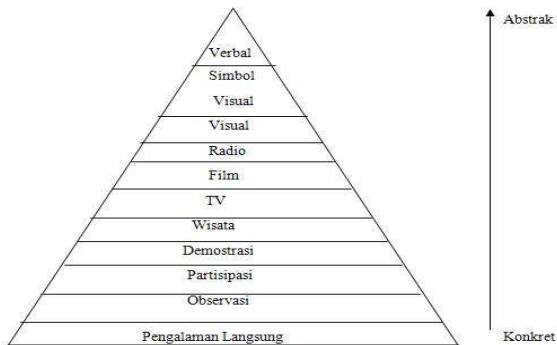 Abstrak
Verbal
Simbol
Visual
Visual
Radio
Film
TV
Wisata
Demostrasi
Partisipasi
Observasi
Pengalaman Langsung
Konkret